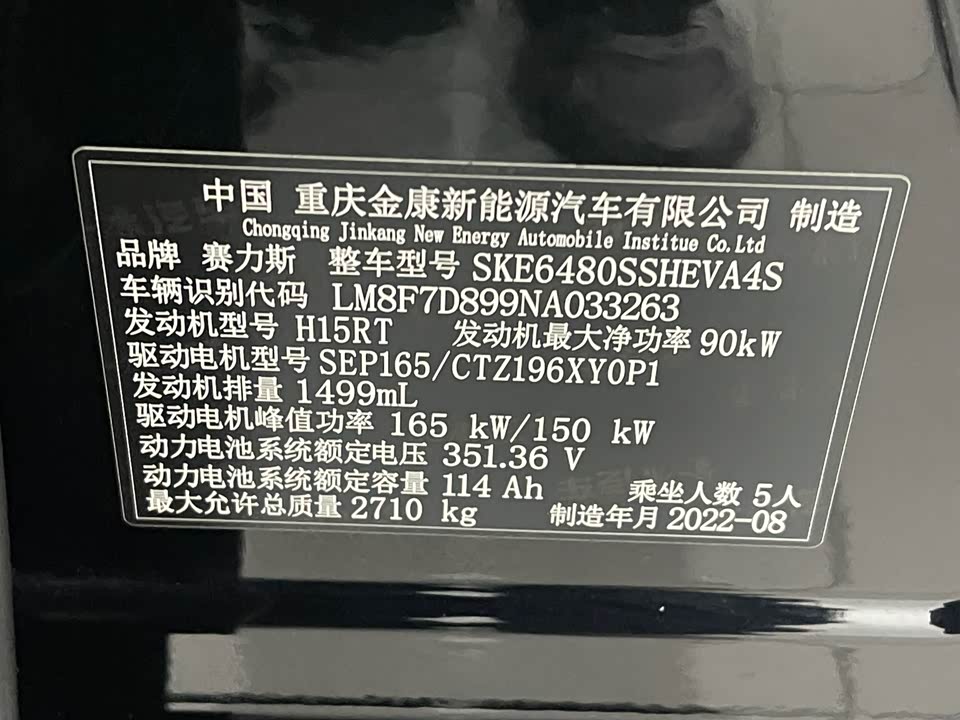 中国 重庆金康新能源汽车有限公司 制造
Chongqing Jinkang New Energy Automobile Institue Co.Ltd
品牌 赛力斯 整车型号 SKE6480SSHEVA4S
车辆识别代码 LM8F7D899NA033263
发动机型号 H15RT 发动机最大净功率 90kW
驱动电机型号 SEP165/CTZ196XY0P1
发动机排量 1499mL
驱动电机峰值功率 165 kW/150 kW
动力电池系统额定电压 351.36 V
动力电池系统额定容量 114 Ah 乘坐人数 5人
最大允许总质量 2710 kg 制造年月 2022-08